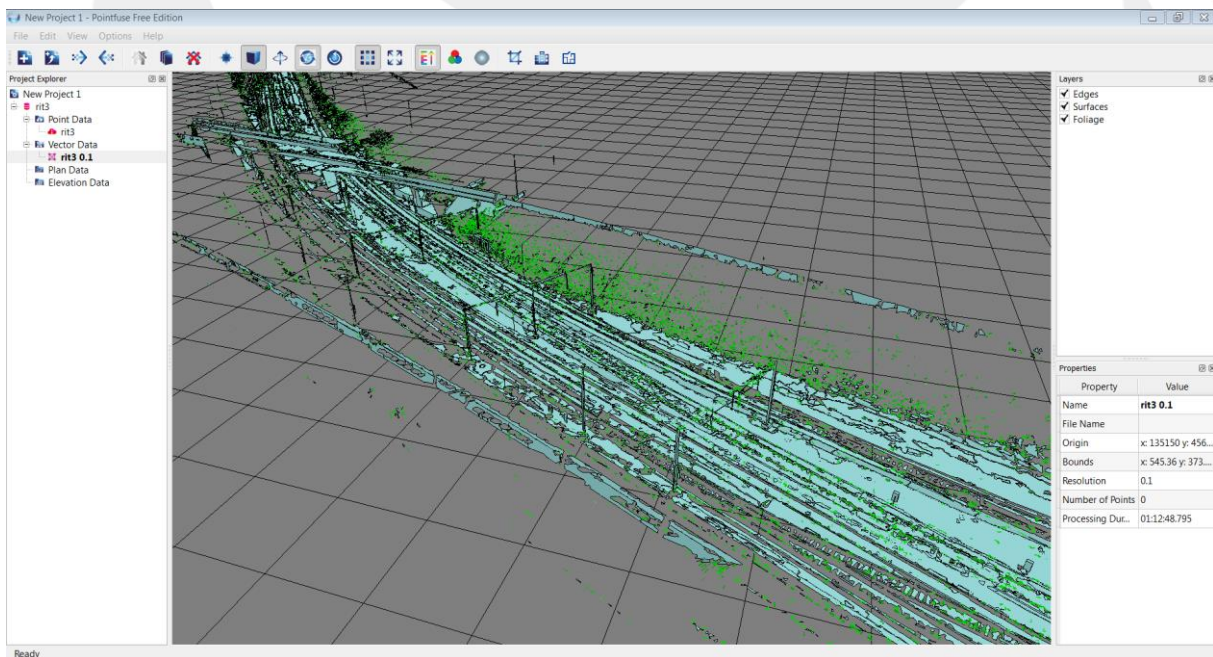 New Project 1 - Pointfuse Free Edition
File Edit View Options Help
Project Explorer
New Project 1
rit3
Point Data
rit3
Vector Data
rit3 0.1
Plan Data
Elevation Data
Layers
Edges
Surfaces
Foliage
Properties
Property Value
Name rit3 0.1
File Name
Origin x: 135150 y: 456...
Bounds x: 545.36 y: 373....
Resolution 0.1
Number of Points 0
Processing Dur... 01:12:48.795
Ready